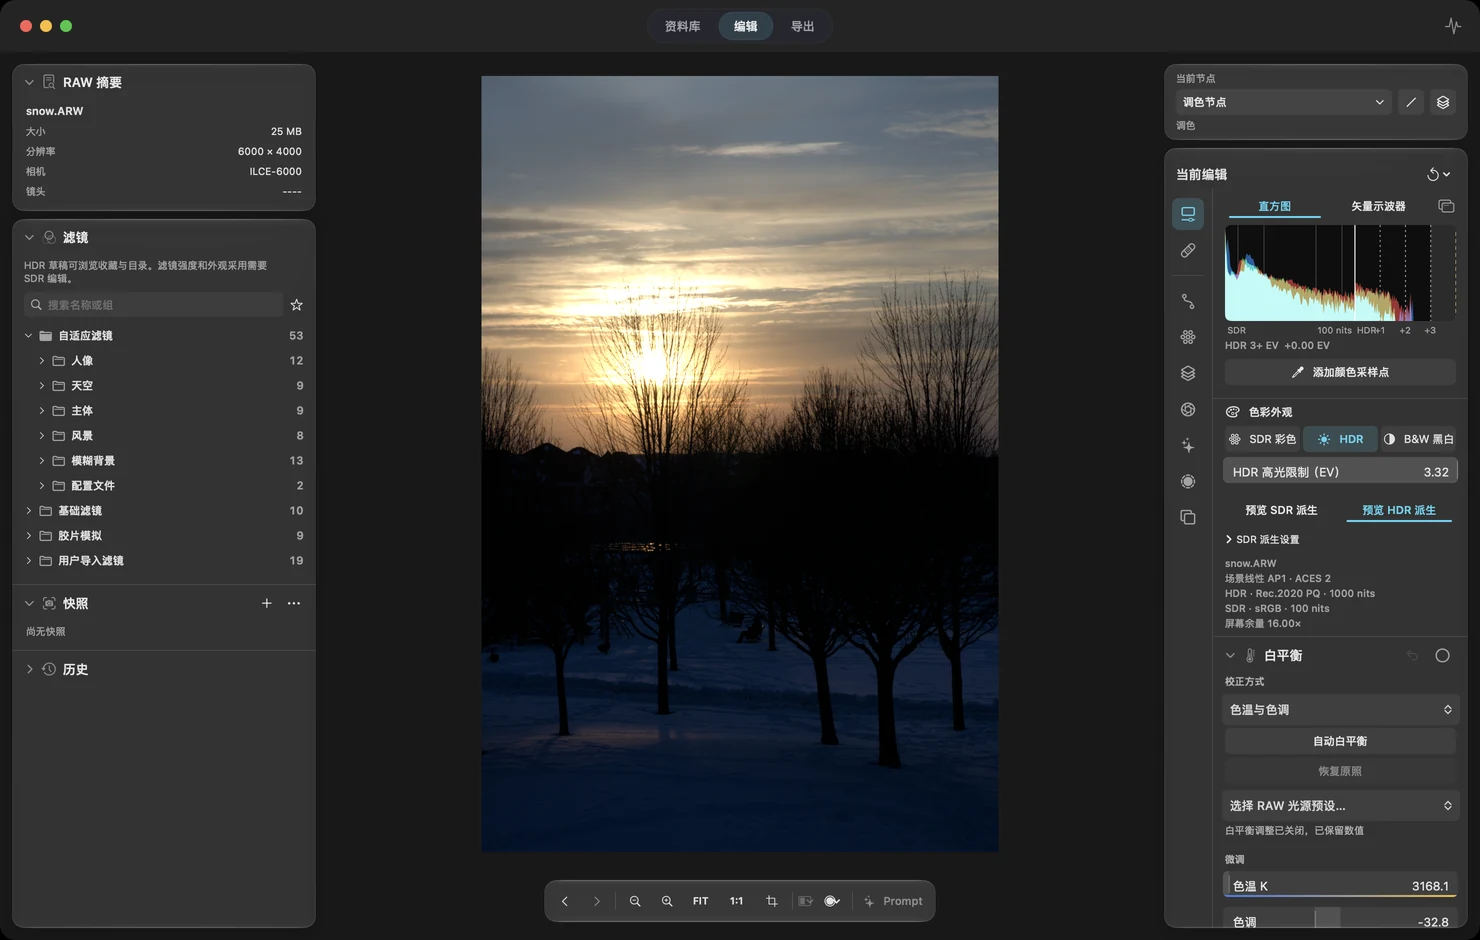 资料库
编辑
导出
RAW 摘要
snow.ARW
大小 25 MB
分辨率 6000 × 4000
相机 ILCE-6000
镜头 ----
滤镜
HDR 草稿可浏览收藏与目录。滤镜强度和外观采用需要
SDR 编辑。
搜索名称或组
自适应滤镜 53
人像 12
天空 9
主体 9
风景 8
模糊背景 13
配置文件 2
基础滤镜 10
胶片模拟 9
用户导入滤镜 19
快照
尚无快照
历史
FIT
1:1
Prompt
当前节点
调色节点
调色
当前编辑
直方图 矢量示波器
SDR 100 nits HDR+1 +2 +3
HDR 3+ EV +0.00 EV
添加颜色采样点
色彩外观
SDR 彩色 HDR B&W 黑白
HDR 高光限制（EV） 3.32
预览 SDR 派生 预览 HDR 派生
SDR 派生设置
snow.ARW
场景线性 AP1 · ACES 2
HDR · Rec.2020 PQ · 1000 nits
SDR · sRGB · 100 nits
屏幕余量 16.00×
白平衡
校正方式
色温与色调
自动白平衡
恢复原照
选择 RAW 光源预设...
白平衡调整已关闭，已保留数值
微调
色温 K 3168.1
色调 -32.8